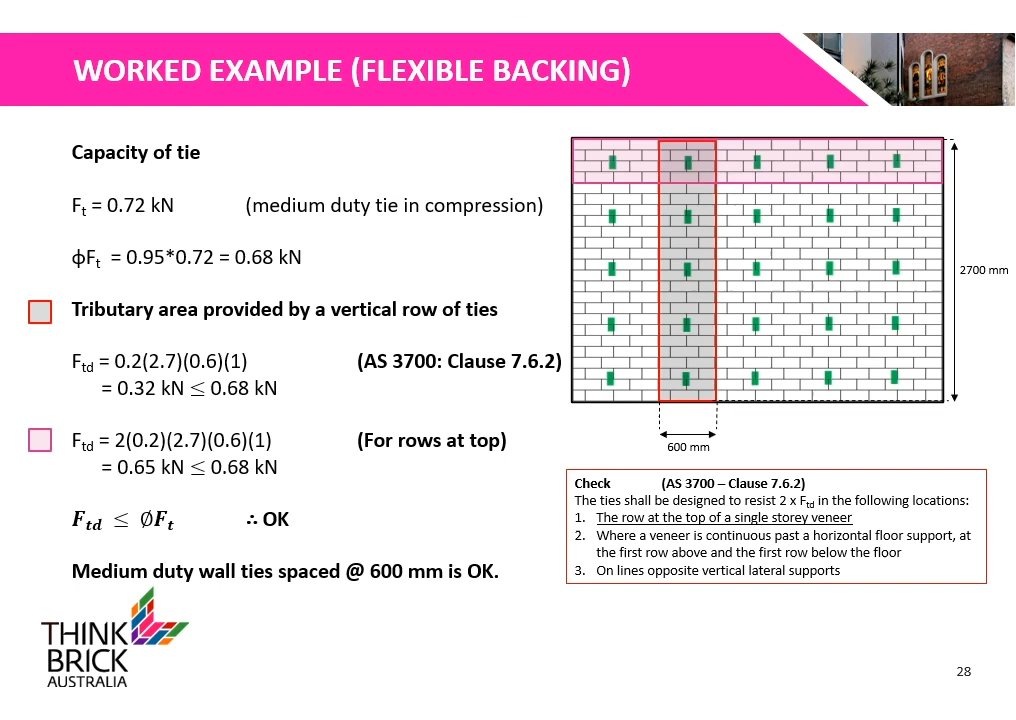 WORKED EXAMPLE (FLEXIBLE BACKING)
Capacity of tie
Ft = 0.72 kN (medium duty tie in compression)
ϕFt = 0.95*0.72 = 0.68 kN
Tributary area provided by a vertical row of ties
Ftd = 0.2(2.7)(0.6)(1) (AS 3700: Clause 7.6.2)
= 0.32 kN ≤ 0.68 kN
Ftd = 2(0.2)(2.7)(0.6)(1) (For rows at top)
= 0.65 kN ≤ 0.68 kN
Ftd ≤ ∅Ft ∴ OK
Medium duty wall ties spaced @ 600 mm is OK.
2700 mm
600 mm
Check (AS 3700 – Clause 7.6.2)
The ties shall be designed to resist 2 x Ftd in the following locations:
1. The row at the top of a single storey veneer
2. Where a veneer is continuous past a horizontal floor support, at
the first row above and the first row below the floor
3. On lines opposite vertical lateral supports
THINK
BRICK
AUSTRALIA
28